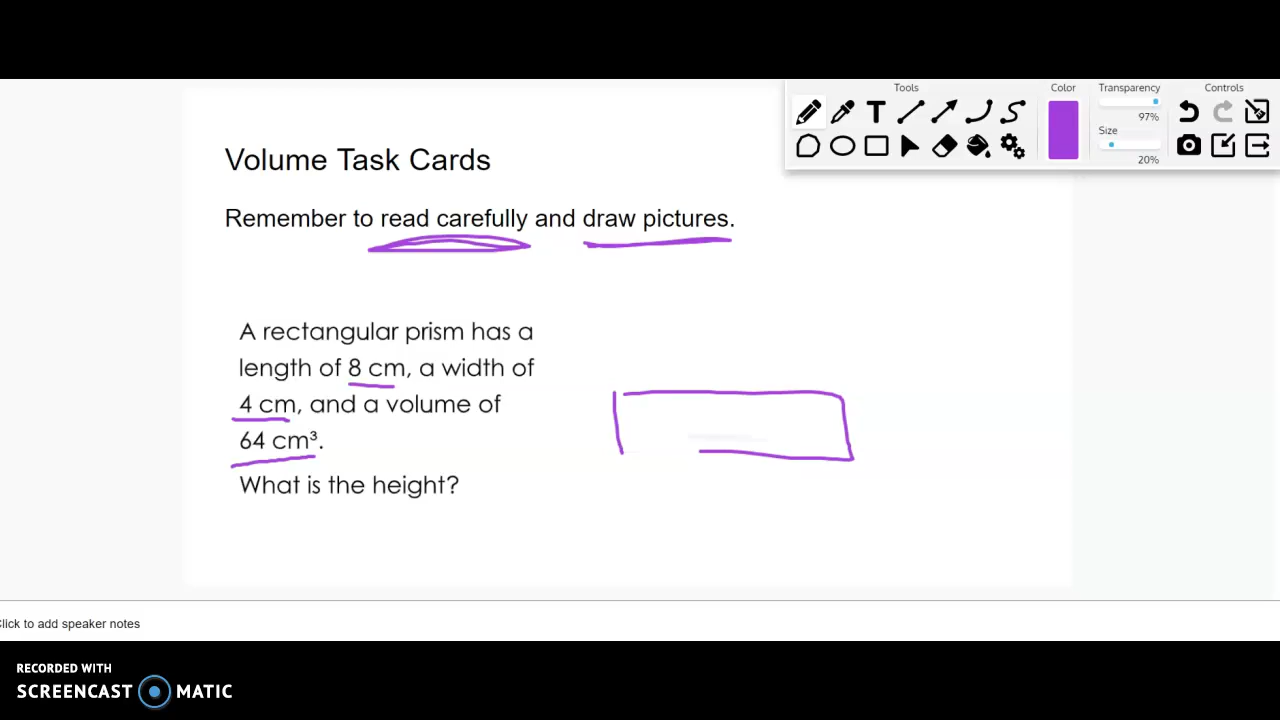 Tools
Color
Transparency
Controls
97%
Size
20%
Volume Task Cards
Remember to read carefully and draw pictures.
A rectangular prism has a
length of 8 cm, a width of
4 cm, and a volume of
64 cm³.
What is the height?
lick to add speaker notes
RECORDED WITH
SCREENCAST MATIC